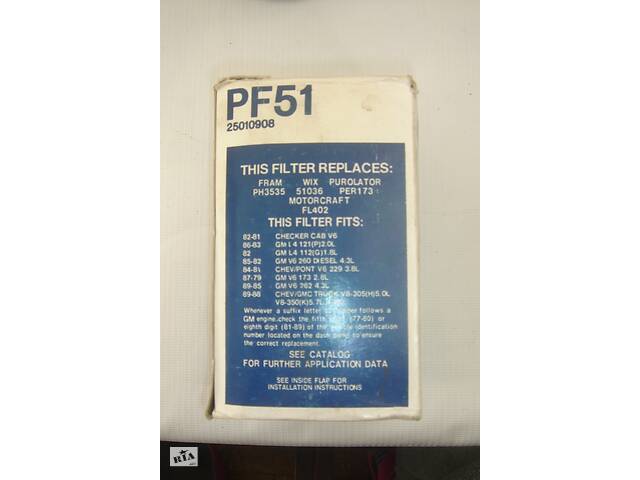 PF51
25010908
THIS FILTER REPLACES:
FRAM WIX PUROLATOR
PH3535 51036 PER173
MOTORCRAFT
FL402
THIS FILTER FITS:
82-81 CHECKER CAB V6
86-83 GM L4 121(P)2.0L
82 GM L4 112(G)1.8L
85-82 GM V6 260 DIESEL 4.3L
84-81 CHEV/PONT V6 229 3.8L
87-79 GM V6 173 2.8L
89-85 GM V6 262 4.3L
89-88 CHEV/GMC TRUCK V8-305(H)5.0L
V8-350(K)5.7L
Whenever a suffix letter follows a
GM engine, check the fifth (77-80) or
eighth digit (81-89) of the vehicle identification
number located on the dash to ensure
the correct replacement.
SEE CATALOG
FOR FURTHER APPLICATION DATA
SEE INSIDE FLAP FOR
INSTALLATION INSTRUCTIONS
RIA